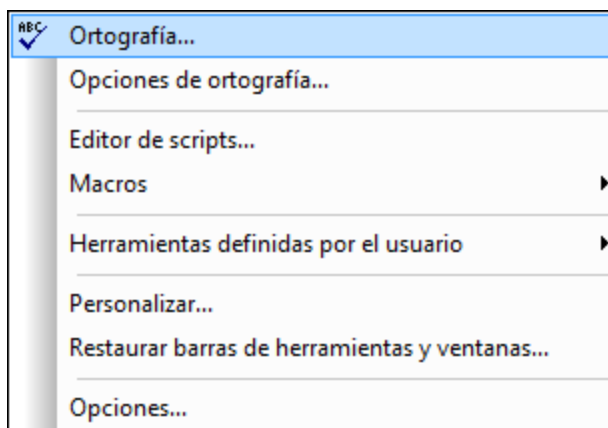 ABC
Ortografía...
Opciones de ortografía...
Editor de scripts...
Macros
Herramientas definidas por el usuario
Personalizar...
Restaurar barras de herramientas y ventanas...
Opciones...